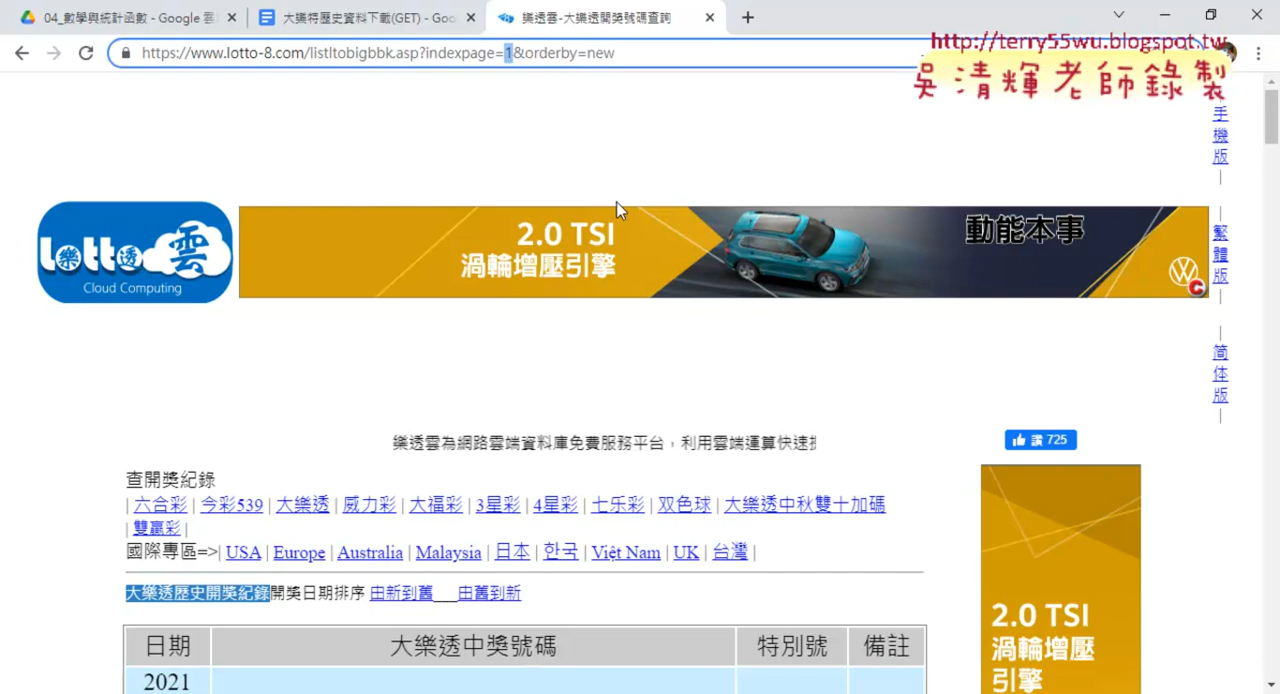 04_數學與統計函數 - Google 雲
大樂特歷史資料下載(GET) - Goo
樂透雲-大樂透開獎號碼查詢
https://www.lotto-8.com/listltobigbbk.asp?indexpage=1&orderby=new
http://terry55wu.blogspot.tw
吳清輝老師錄製
手機版
|
|
繁體版
|
|
简体版
|
Lotto樂透雲
Cloud Computing
2.0 TSI
渦輪增壓引擎
動能本事
樂透雲為網路雲端資料庫免費服務平台，利用雲端運算快速
讚 725
查開獎紀錄
| 六合彩 | 今彩539 | 大樂透 | 威力彩 | 大福彩 | 3星彩 | 4星彩 | 七乐彩 | 双色球 | 大樂透中秋雙十加碼
| 雙贏彩 |
國際專區=>| USA | Europe | Australia | Malaysia | 日本 | 한국 | Việt Nam | UK | 台灣 |
大樂透歷史開獎紀錄開獎日期排序 由新到舊___由舊到新
日期 大樂透中獎號碼 特別號 備註
2021
2.0 TSI
渦輪增壓
引擎